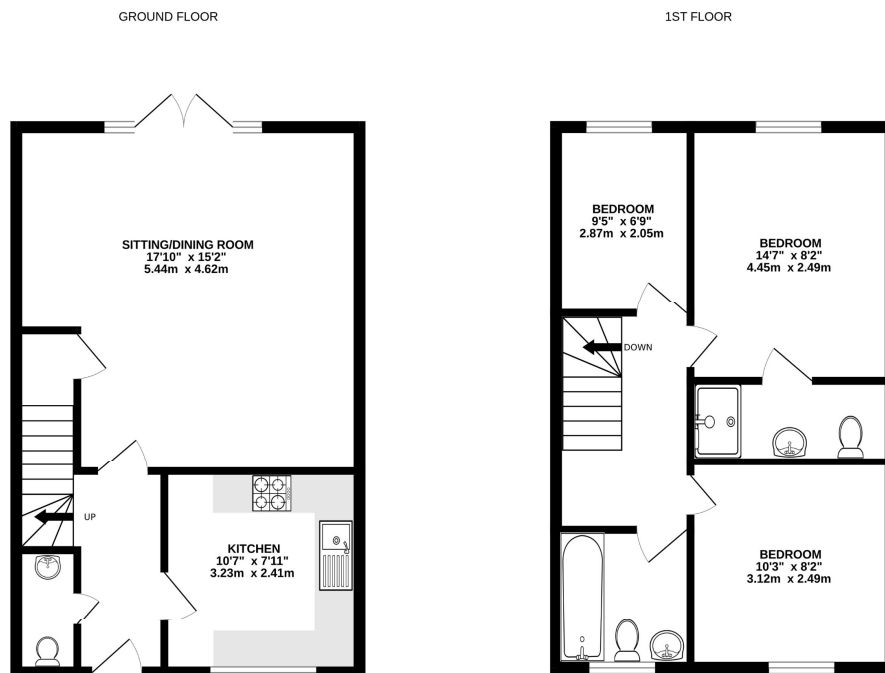 GROUND FLOOR
1ST FLOOR
SITTING/DINING ROOM
17'10" x 15'2"
5.44m x 4.62m
UP
KITCHEN
10'7" x 7'11"
3.23m x 2.41m
BEDROOM
9'5" x 6'9"
2.87m x 2.05m
BEDROOM
14'7" x 8'2"
4.45m x 2.49m
DOWN
BEDROOM
10'3" x 8'2"
3.12m x 2.49m